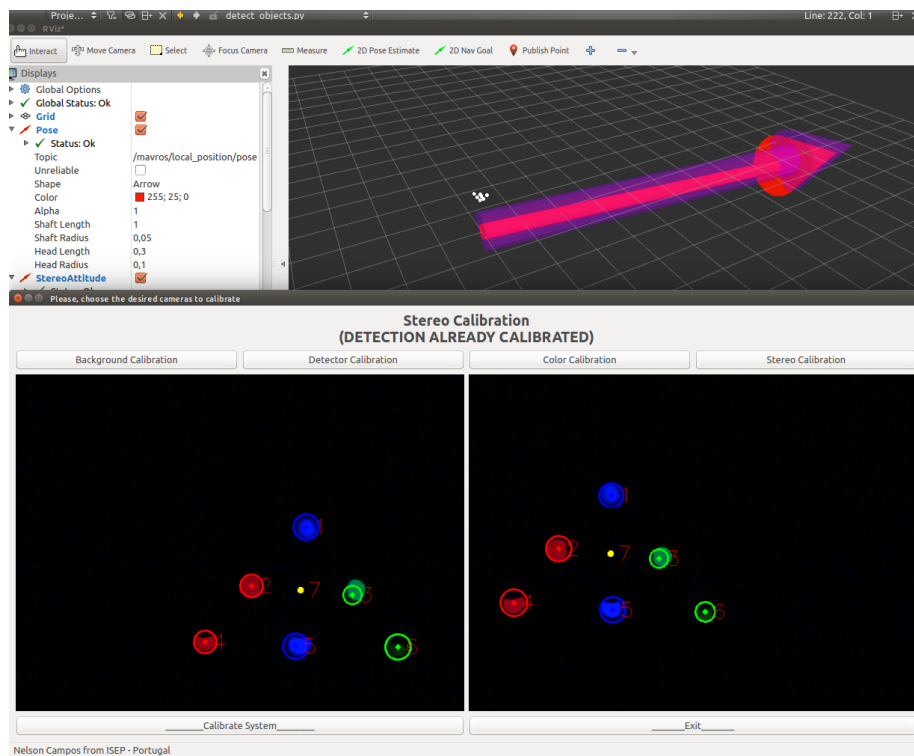 Proje... detect_objects.py Line: 222, Col: 1
RViz*
Interact Move Camera Select Focus Camera Measure 2D Pose Estimate 2D Nav Goal Publish Point
Displays
Global Options
Global Status: Ok
Grid
Pose
Status: Ok
Topic /mavros/local_position/pose
Unreliable
Shape Arrow
Color 255; 25; 0
Alpha 1
Shaft Length 1
Shaft Radius 0,05
Head Length 0,3
Head Radius 0,1
StereoAttitude
Please, choose the desired cameras to calibrate
Stereo Calibration
(DETECTION ALREADY CALIBRATED)
Background Calibration Detector Calibration Color Calibration Stereo Calibration
1 1
2 7 3 2 7 3
4 5 6 4 5 6
_______Calibrate System_______ _______Exit_______
Nelson Campos from ISEP - Portugal